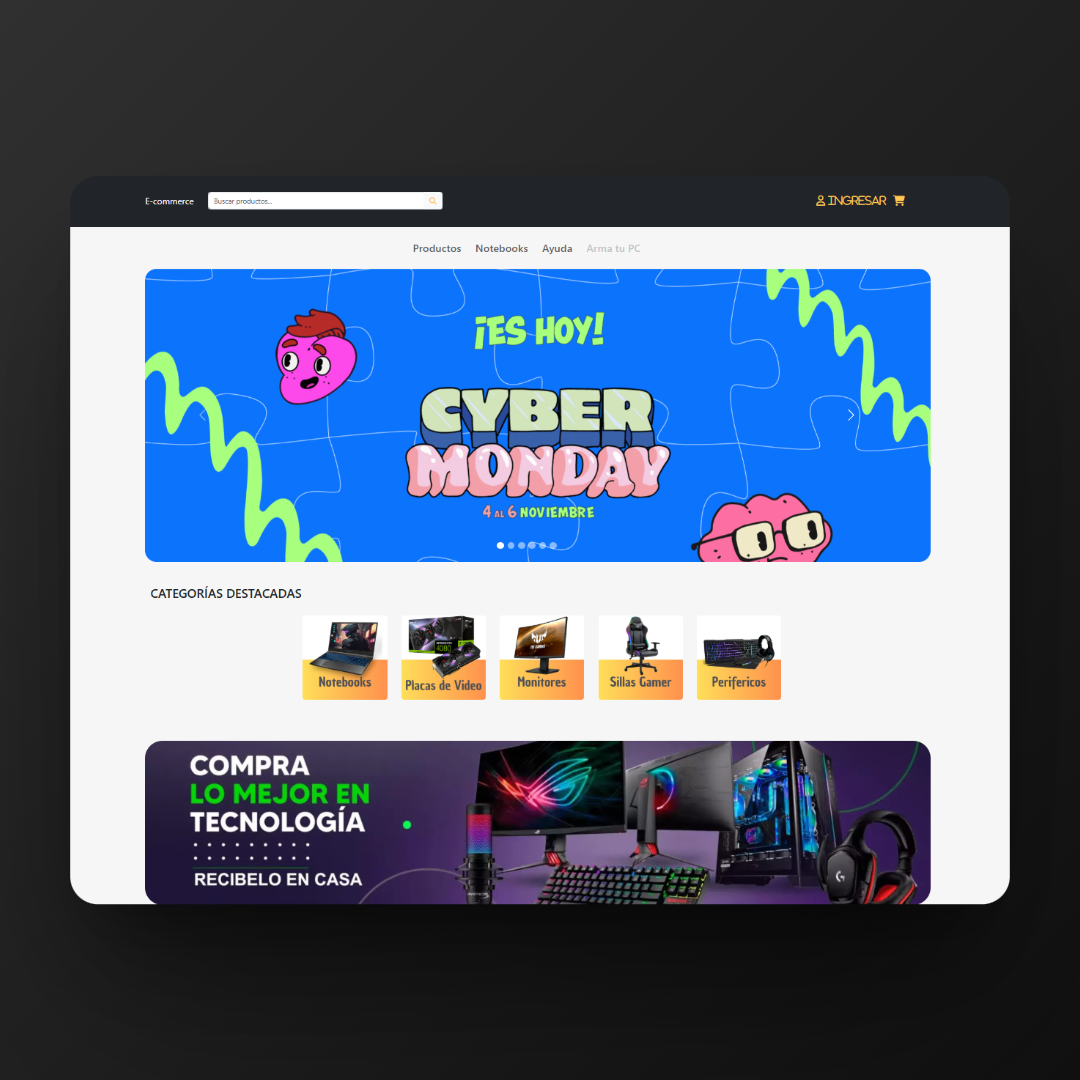 E-commerce
Buscar productos...
INGRESAR
Productos Notebooks Ayuda Arma tu PC
¡ES HOY!
CYBER
MONDAY
4 AL 6 NOVIEMBRE
CATEGORÍAS DESTACADAS
4080
Notebooks
Placas de Video
Monitores
Sillas Gamer
Perifericos
COMPRA
LO MEJOR EN
TECNOLOGÍA
RECIBELO EN CASA